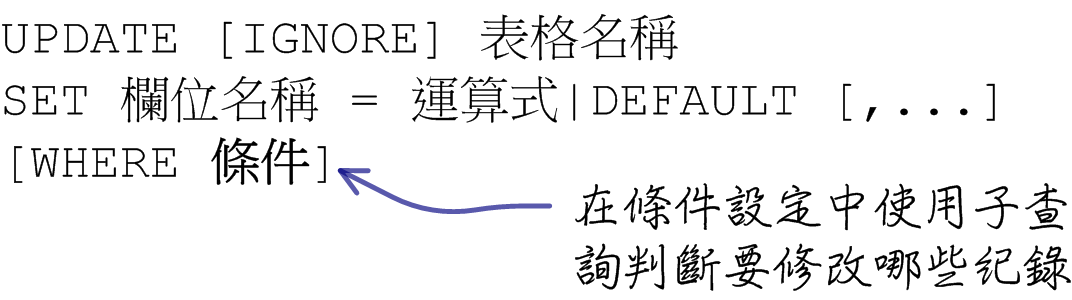 UPDATE [IGNORE] 表格名稱
SET 欄位名稱 = 運算式|DEFAULT [,...]
[WHERE 條件]
在條件設定中使用子查
詢判斷要修改哪些紀錄